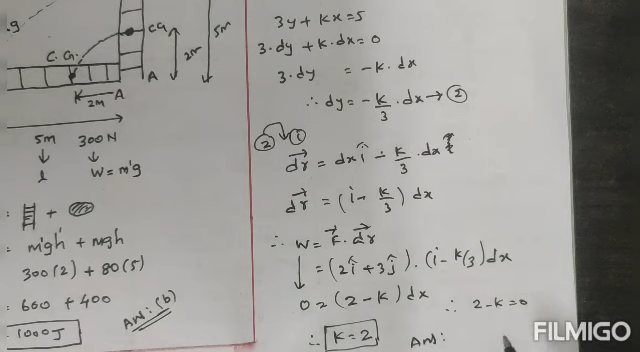 g
C.G.
CG
2m
5m
A
2m A
5m 300N
↓ ↓
l W = m'g
= +
= m'gh' + mgh
300(2) + 80(5)
= 600 + 400
1000J
Ans: (b)
3y + kx = 5
3.dy + k.dx = 0
3.dy = -k.dx
∴ dy = -k/3 .dx → ②
② ①
dr = dx î - k/3 .dx
dr = (i - k/3) dx
∴ W = F.dr
= (2î + 3ĵ).(i - k/3)dx
0 = (2-k)dx ∴ 2-k=0
∴ K=2 Ans:
FILMIGO